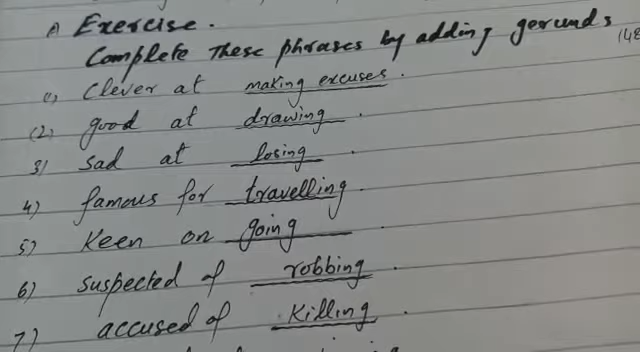 A Exercise.
Complete These phrases by adding gerunds
148
(1) Clever at making excuses.
(2) good at drawing.
3) sad at losing.
4) famous for travelling.
5) Keen on going.
6) suspected of robbing.
7) accused of Killing.